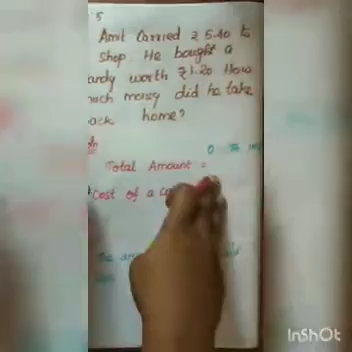 5
Amit Carried ₹ 5.40 to
shop. He bought a
andy worth ₹1.20 How
much money did he take
ack home?
Total Amount =
Cost of a
InShOt